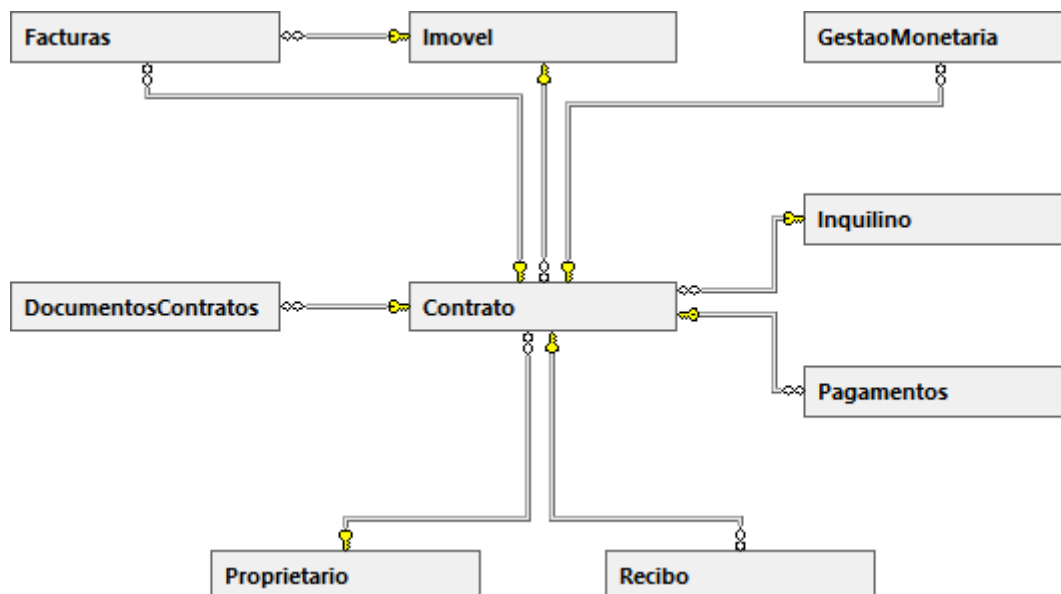 Facturas
Imovel
GestaoMonetaria
Inquilino
DocumentosContratos
Contrato
Pagamentos
Proprietario
Recibo